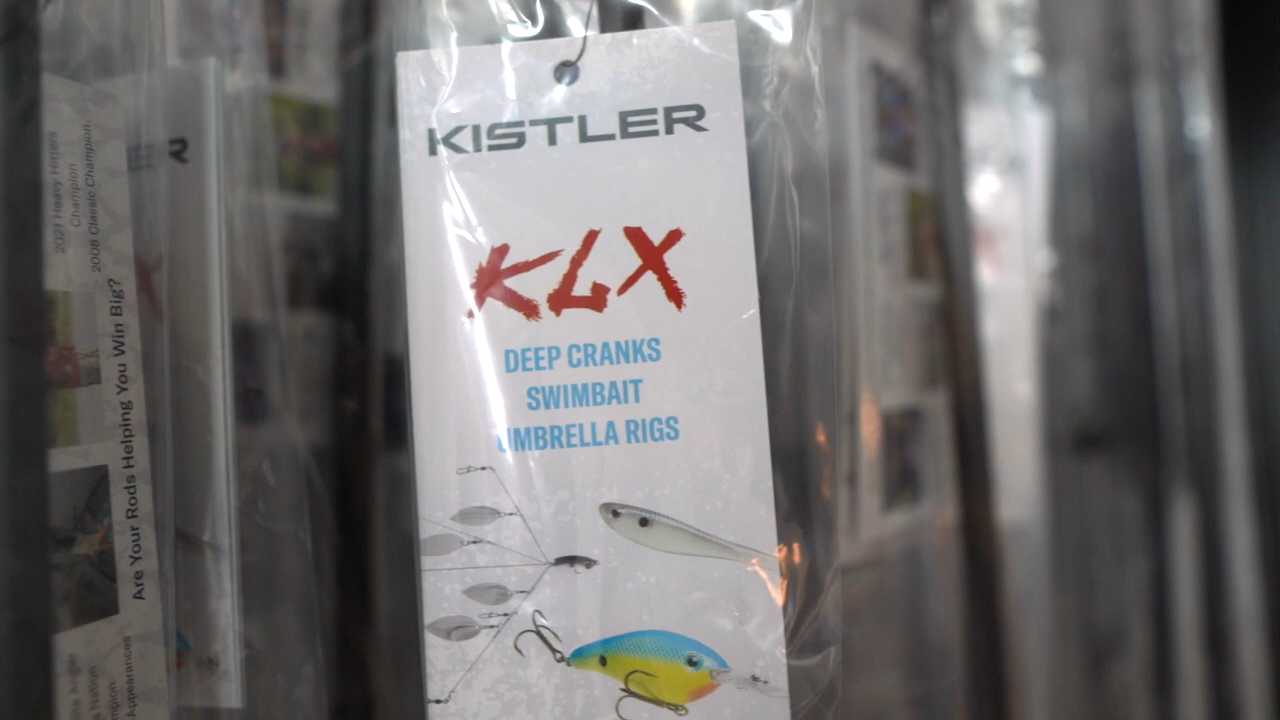 KISTLER
KLX
DEEP CRANKS
SWIMBAIT
UMBRELLA RIGS
2021 Heavy Hitters
Champion
2008 Classic Champion
Are Your Rods Helping You Win Big?
Appearances
R